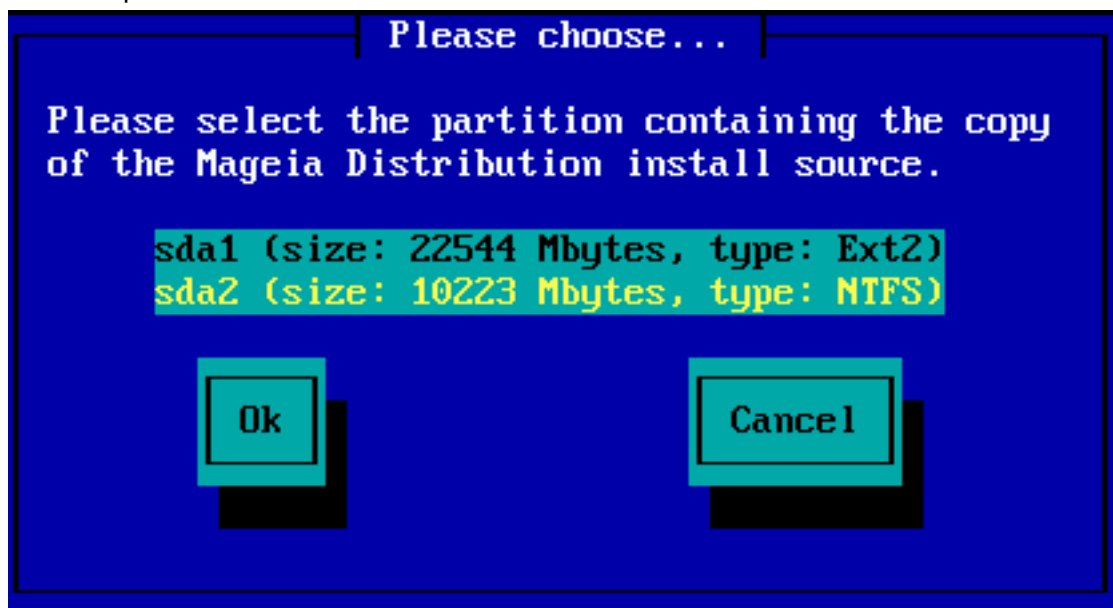 Please choose...
Please select the partition containing the copy
of the Mageia Distribution install source.
sda1 (size: 22544 Mbytes, type: Ext2)
sda2 (size: 10223 Mbytes, type: NTFS)
Ok
Cancel